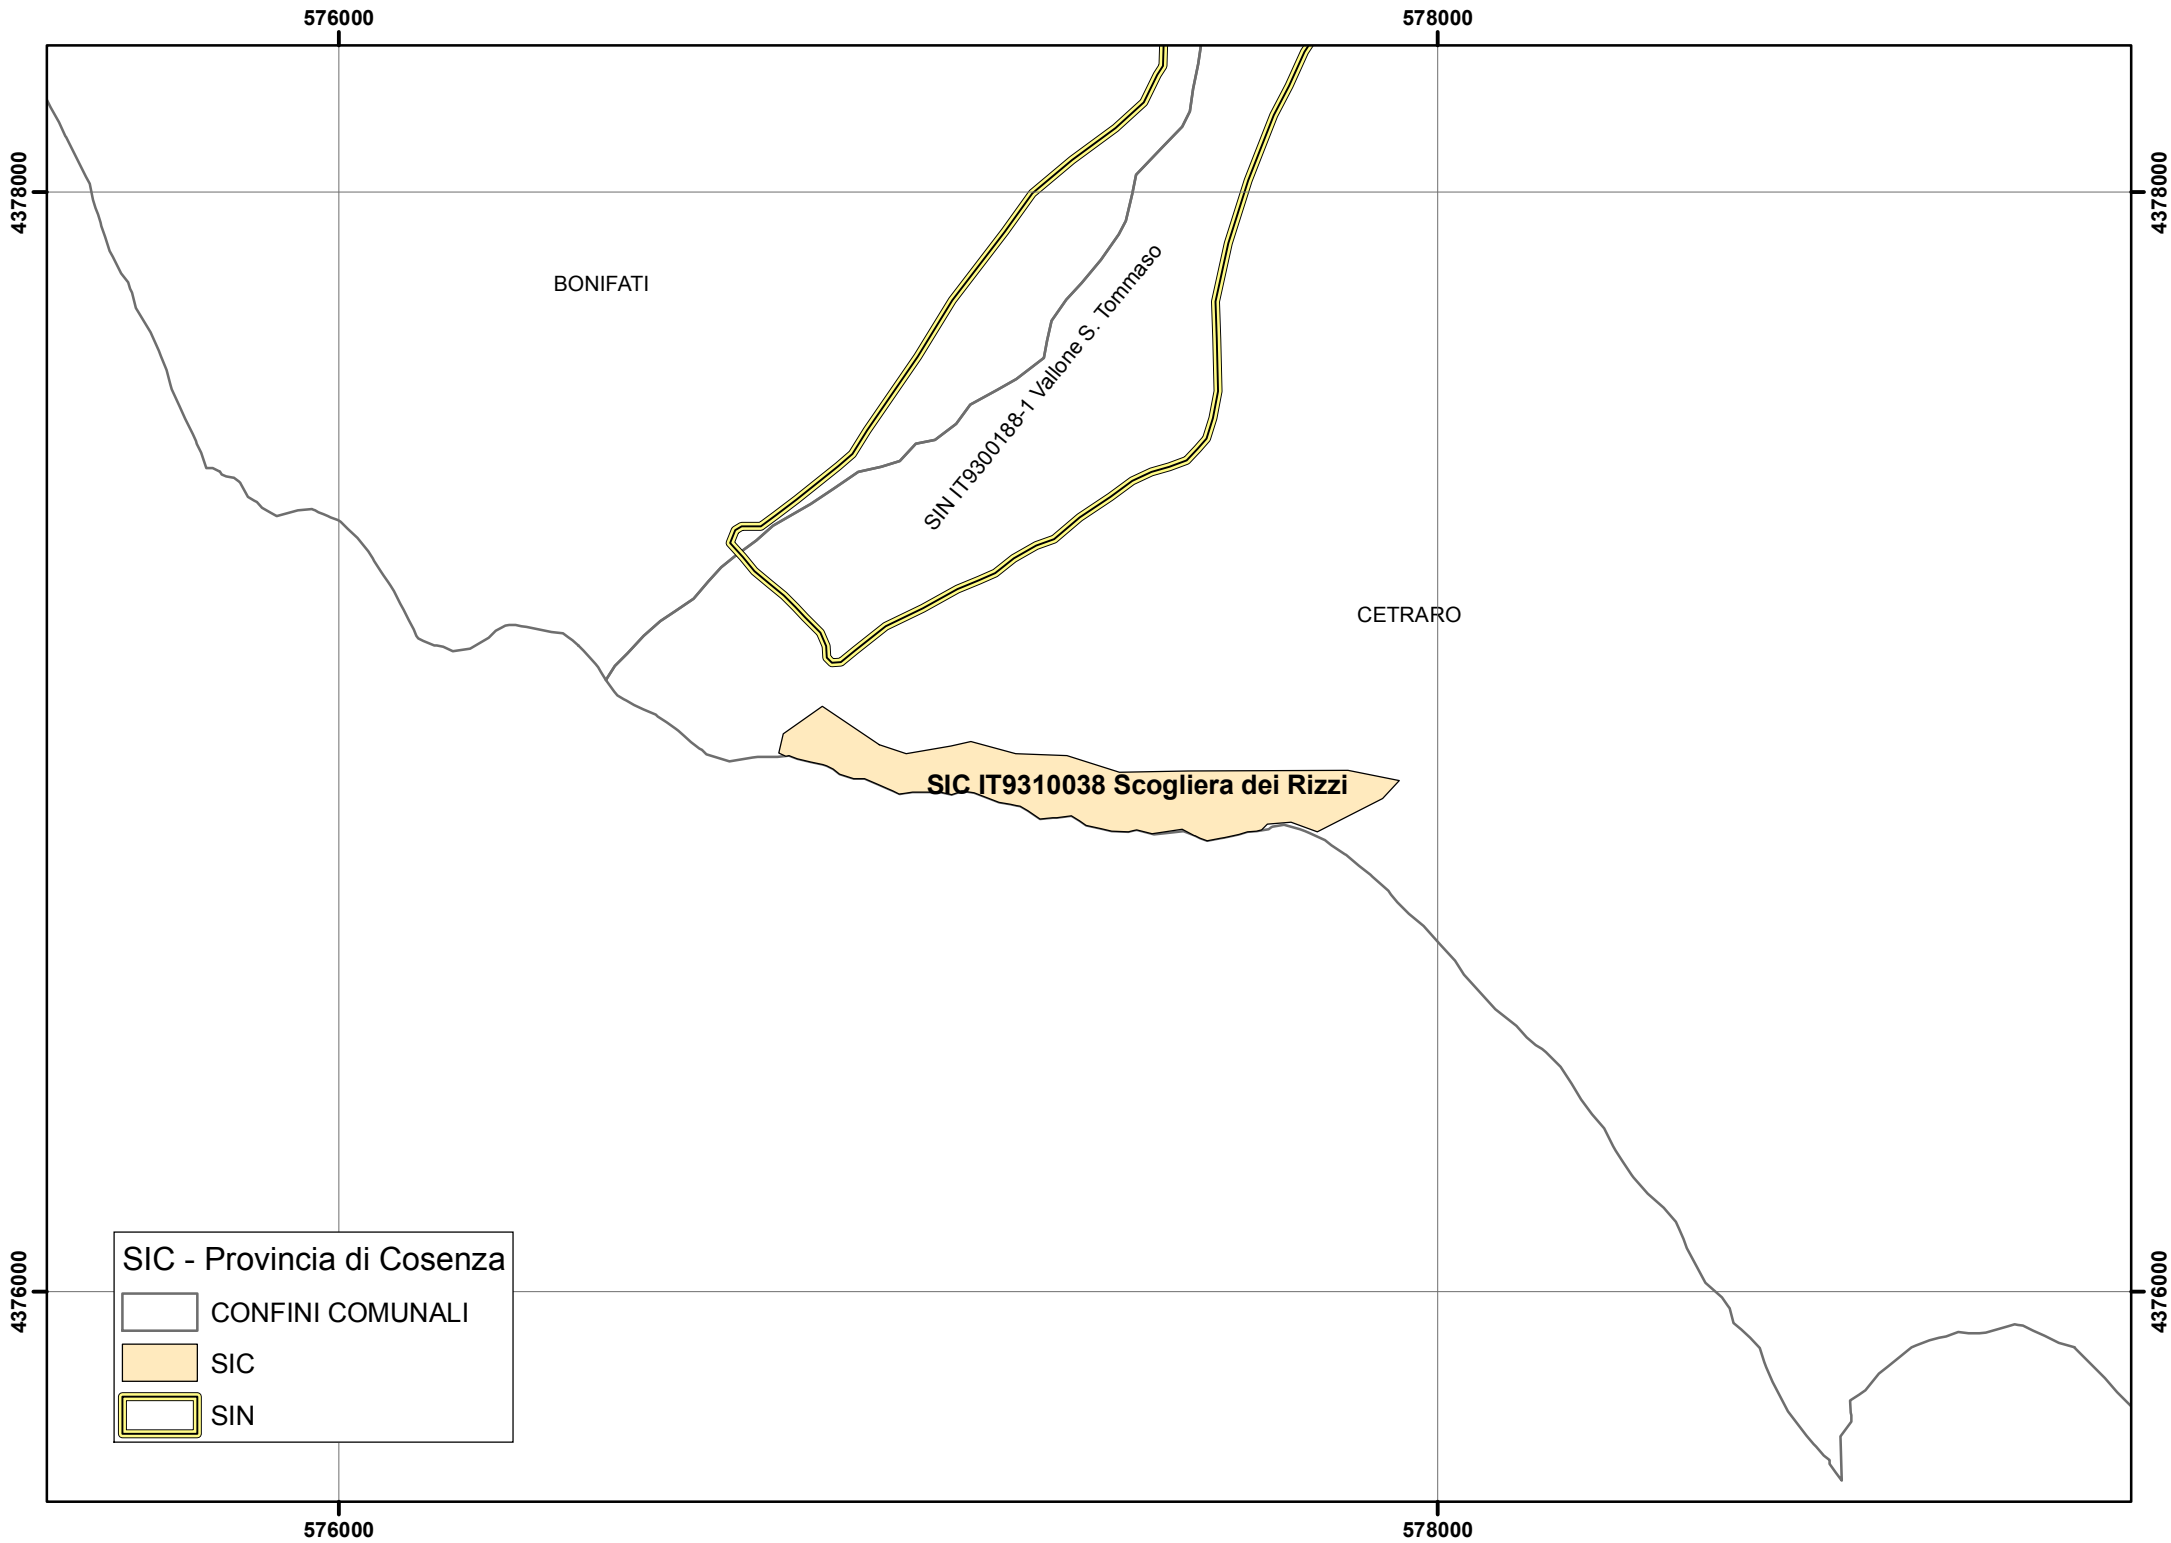 576000
578000
4378000
4378000
BONIFATI
SIN IT9300188-1 Vallone S. Tommaso
CETRARO
SIC IT9310038 Scogliera dei Rizzi
SIC - Provincia di Cosenza
CONFINI COMUNALI
SIC
SIN
4376000
4376000
576000
578000